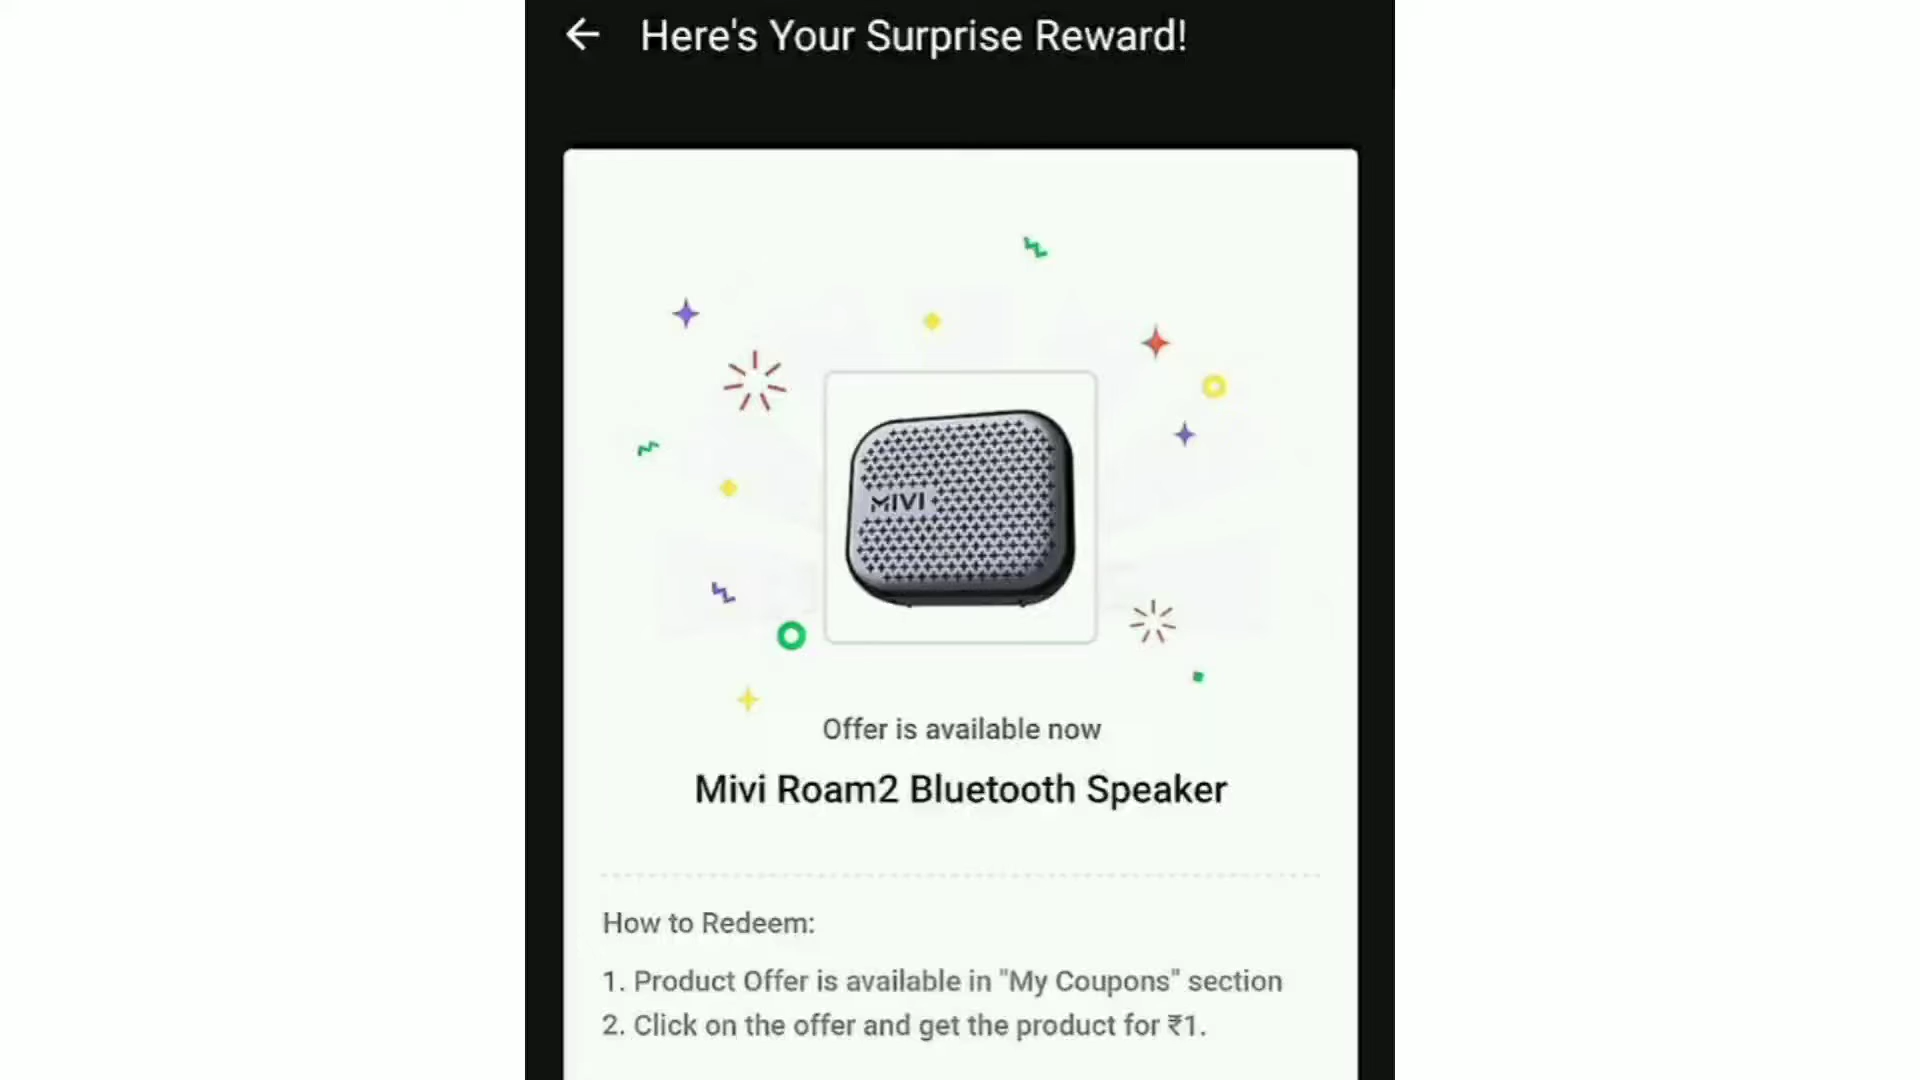 Here's Your Surprise Reward!
MIVI
Offer is available now
Mivi Roam2 Bluetooth Speaker
How to Redeem:
1. Product Offer is available in "My Coupons" section
2. Click on the offer and get the product for ₹1.